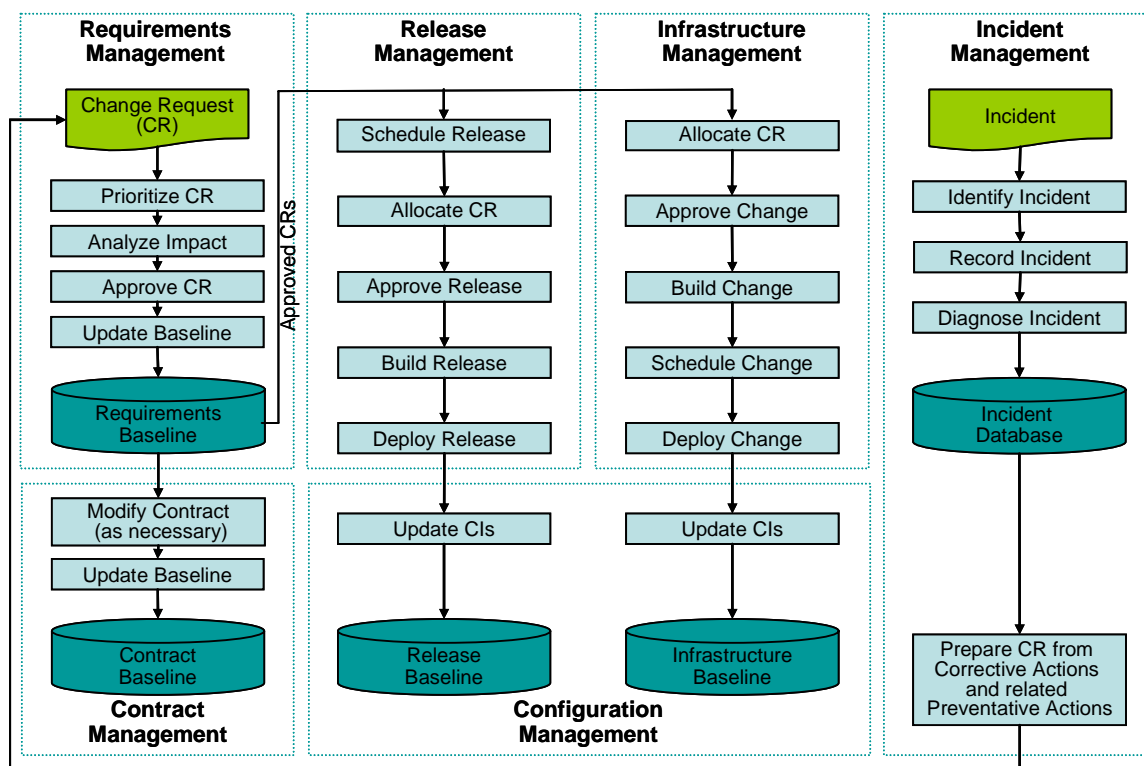 Requirements
Management
Change Request
(CR)
Prioritize CR
Analyze Impact
Approve CR
Update Baseline
Requirements
Baseline
Approved CRs
Release
Management
Schedule Release
Allocate CR
Approve Release
Build Release
Deploy Release
Infrastructure
Management
Allocate CR
Approve Change
Build Change
Schedule Change
Deploy Change
Incident
Management
Incident
Identify Incident
Record Incident
Diagnose Incident
Incident
Database
Prepare CR from
Corrective Actions
and related
Preventative Actions
Modify Contract
(as necessary)
Update Baseline
Contract
Baseline
Contract
Management
Update CIs
Release
Baseline
Update CIs
Infrastructure
Baseline
Configuration
Management